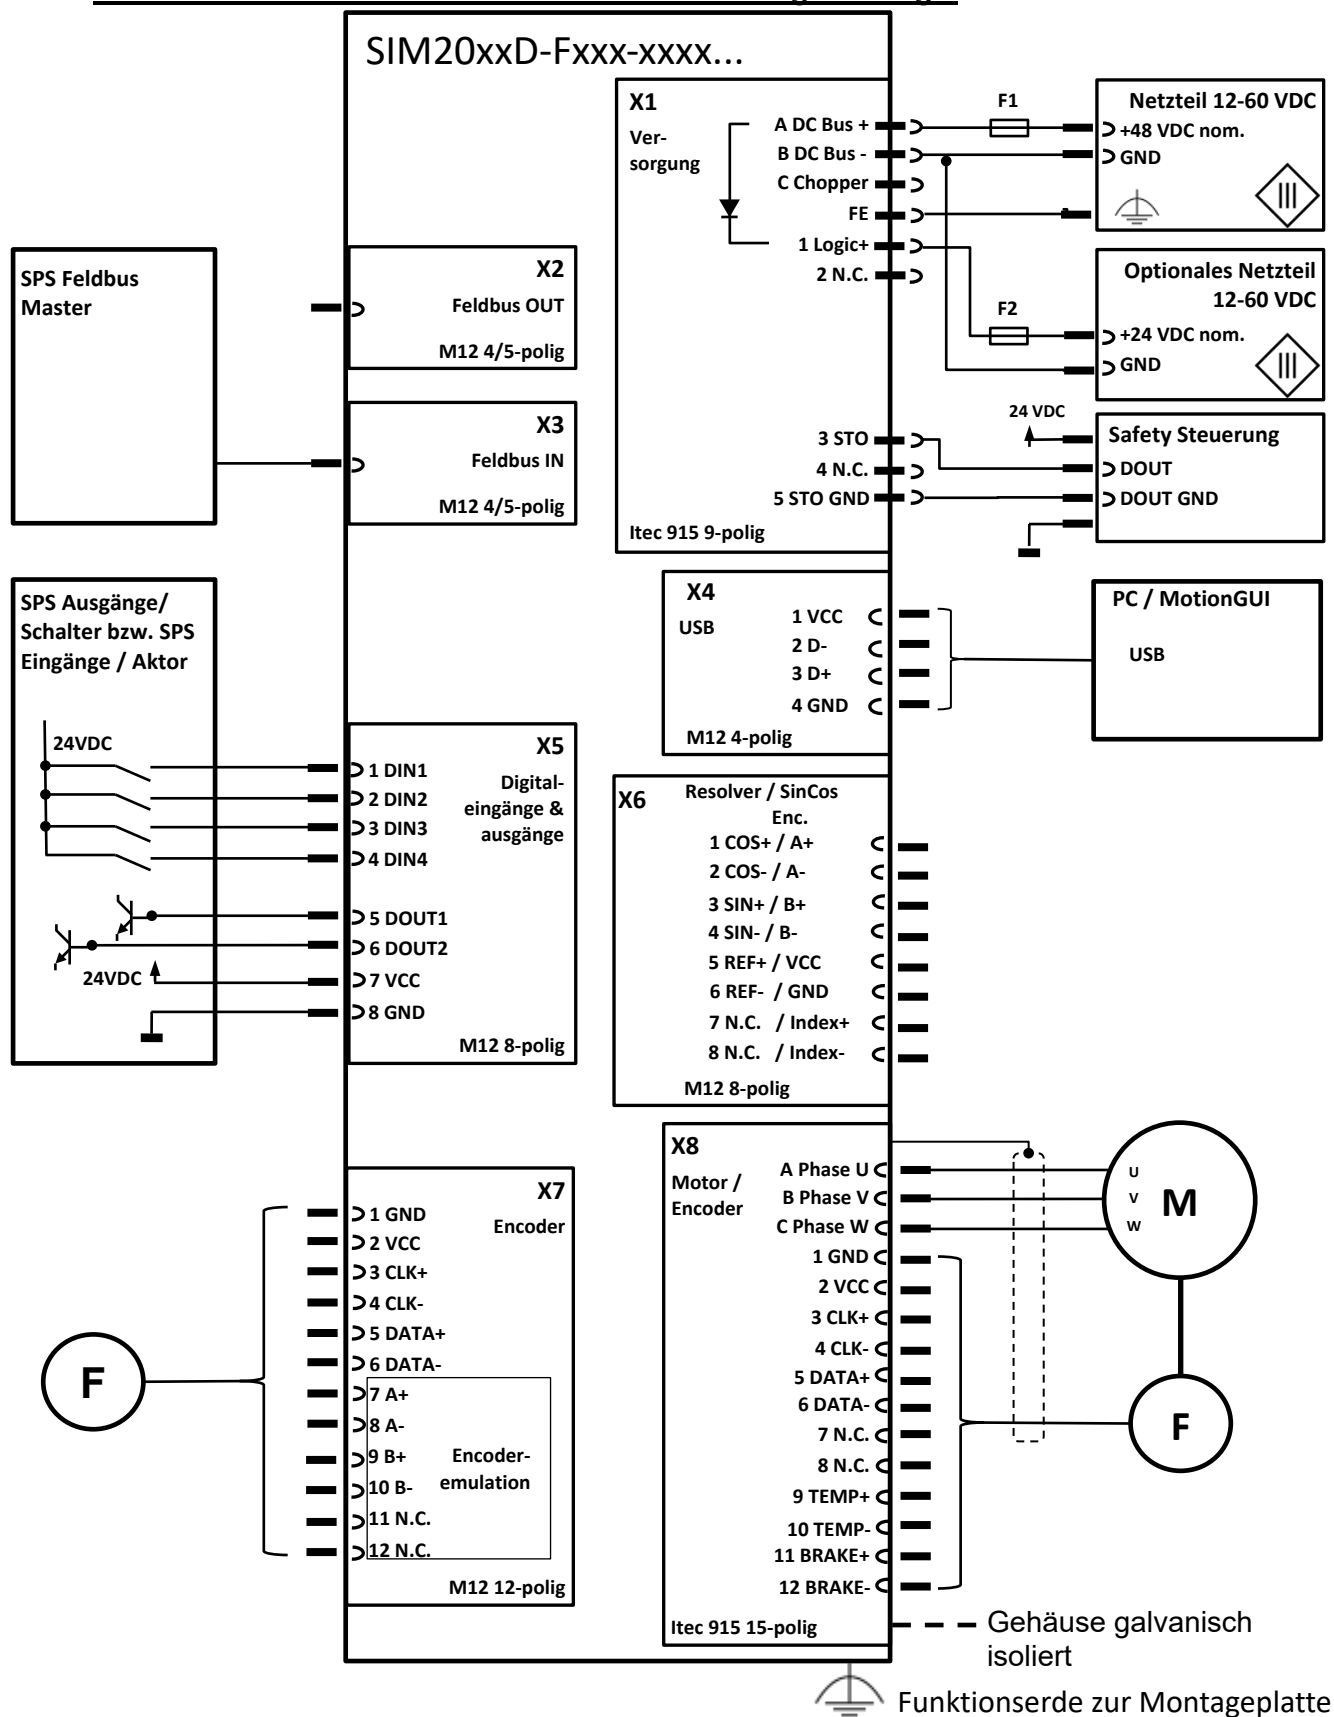 SIM20xxD-Fxxx-xxxx...
X1
Ver-
sorgung
A DC Bus +
B DC Bus -
C Chopper
FE
1 Logic+
2 N.C.
3 STO
4 N.C.
5 STO GND
Itec 915 9-polig
F1
F2
Netzteil 12-60 VDC
+48 VDC nom.
GND
III
Optionales Netzteil
12-60 VDC
+24 VDC nom.
GND
III
24 VDC
Safety Steuerung
DOUT
DOUT GND
SPS Feldbus
Master
X2
Feldbus OUT
M12 4/5-polig
X3
Feldbus IN
M12 4/5-polig
X4
USB
1 VCC
2 D-
3 D+
4 GND
M12 4-polig
PC / MotionGUI
USB
SPS Ausgänge/
Schalter bzw. SPS
Eingänge / Aktor
24VDC
24VDC
X5
Digital-
eingänge &
ausgänge
1 DIN1
2 DIN2
3 DIN3
4 DIN4
5 DOUT1
6 DOUT2
7 VCC
8 GND
M12 8-polig
X6
Resolver / SinCos
Enc.
1 COS+ / A+
2 COS- / A-
3 SIN+ / B+
4 SIN- / B-
5 REF+ / VCC
6 REF- / GND
7 N.C. / Index+
8 N.C. / Index-
M12 8-polig
X7
Encoder
1 GND
2 VCC
3 CLK+
4 CLK-
5 DATA+
6 DATA-
7 A+
8 A-
9 B+
10 B-
11 N.C.
12 N.C.
Encoder-
emulation
M12 12-polig
F
X8
Motor /
Encoder
A Phase U
B Phase V
C Phase W
1 GND
2 VCC
3 CLK+
4 CLK-
5 DATA+
6 DATA-
7 N.C.
8 N.C.
9 TEMP+
10 TEMP-
11 BRAKE+
12 BRAKE-
Itec 915 15-polig
U
V
W
M
F
Gehäuse galvanisch
isoliert
Funktionserde zur Montageplatte